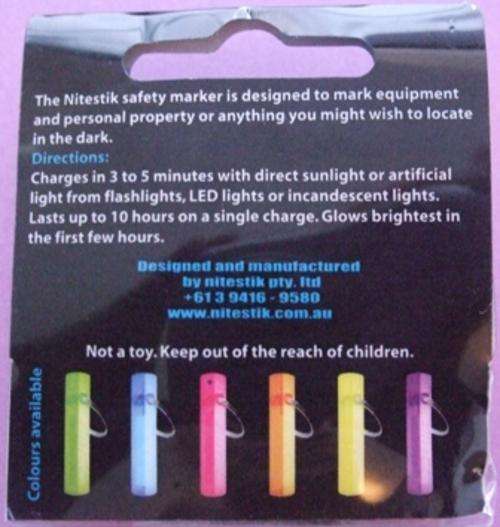 The Nitestik safety marker is designed to mark equipment
and personal property or anything you might wish to locate
in the dark.
Directions:
Charges in 3 to 5 minutes with direct sunlight or artificial
light from flashlights, LED lights or incandescent lights.
Lasts up to 10 hours on a single charge. Glows brightest in
the first few hours.
Designed and manufactured
by nitestik pty. ltd
+61 3 9416 - 9580
www.nitestik.com.au
Not a toy. Keep out of the reach of children.
Colours available